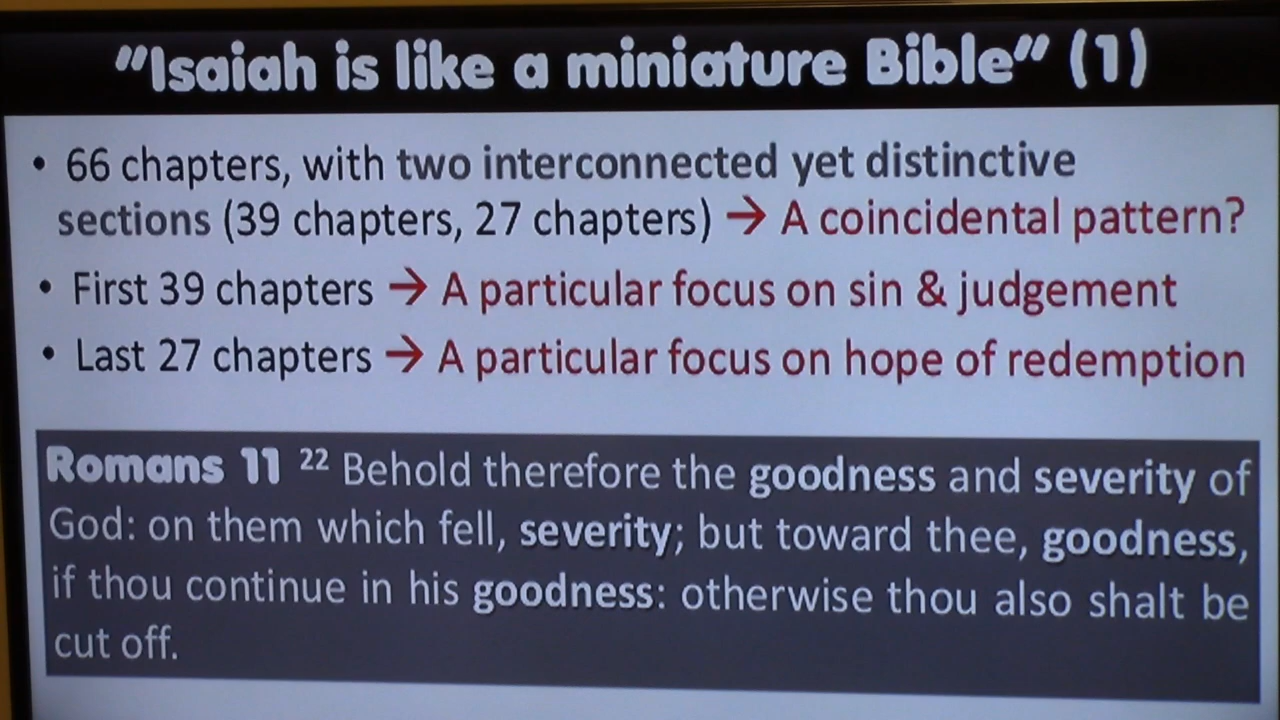 "Isaiah is like a miniature Bible" (1)
• 66 chapters, with two interconnected yet distinctive
sections (39 chapters, 27 chapters) → A coincidental pattern?
• First 39 chapters → A particular focus on sin & judgement
• Last 27 chapters → A particular focus on hope of redemption
Romans 11 22 Behold therefore the goodness and severity of
God: on them which fell, severity; but toward thee, goodness,
if thou continue in his goodness: otherwise thou also shalt be
cut off.